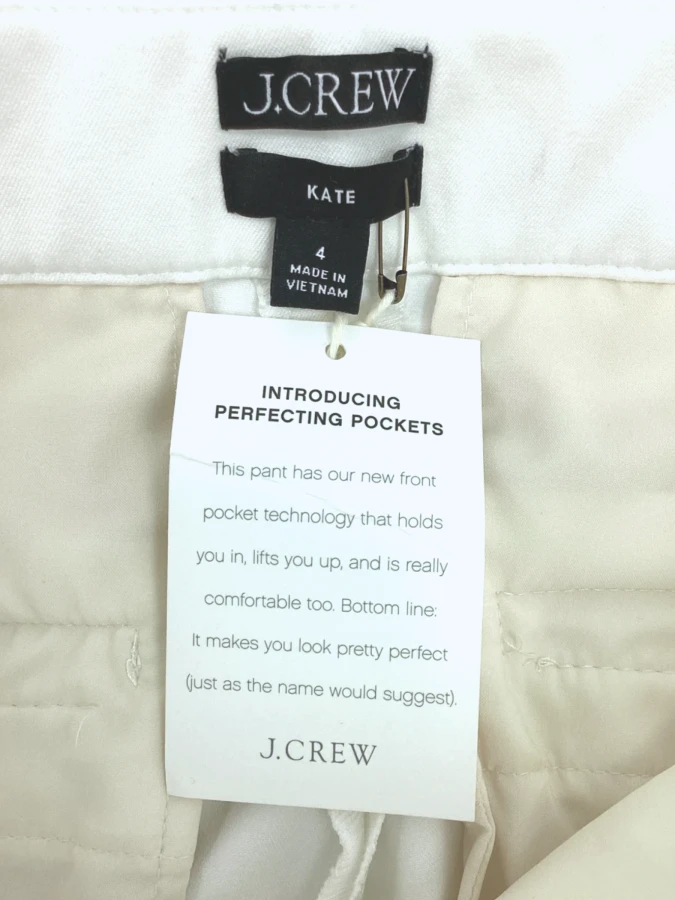 J.CREW
KATE
4
MADE IN
VIETNAM
INTRODUCING
PERFECTING POCKETS
This pant has our new front
pocket technology that holds
you in, lifts you up, and is really
comfortable too. Bottom line:
It makes you look pretty perfect
(just as the name would suggest).
J.CREW